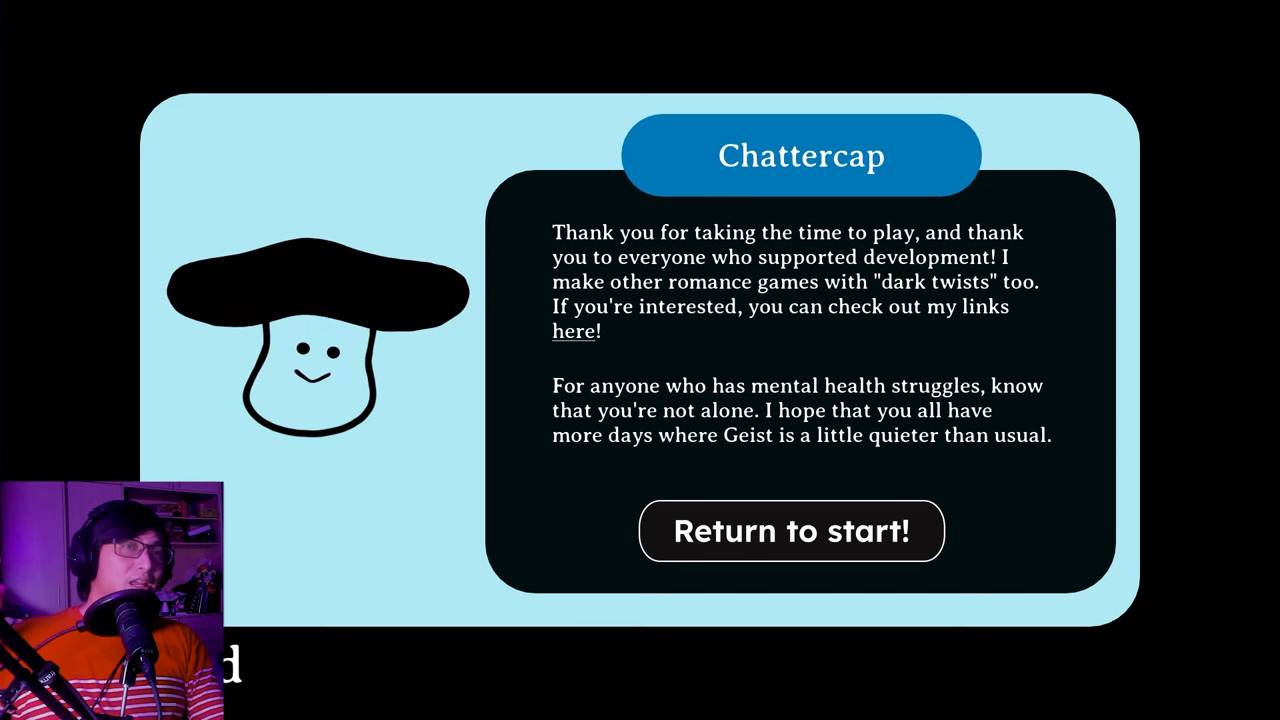 Chattercap
Thank you for taking the time to play, and thank
you to everyone who supported development! I
make other romance games with "dark twists" too.
If you're interested, you can check out my links
here!
For anyone who has mental health struggles, know
that you're not alone. I hope that you all have
more days where Geist is a little quieter than usual.
Return to start!